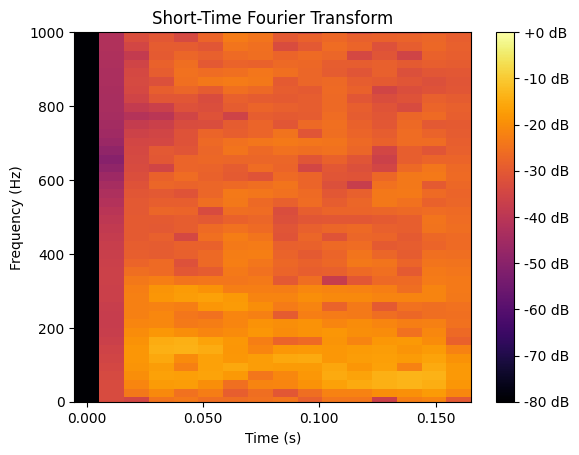 Short-Time Fourier Transform
1000
800
600
400
200
0
Frequency (Hz)
0.000
0.050
0.100
0.150
Time (s)
+0 dB
-10 dB
-20 dB
-30 dB
-40 dB
-50 dB
-60 dB
-70 dB
-80 dB